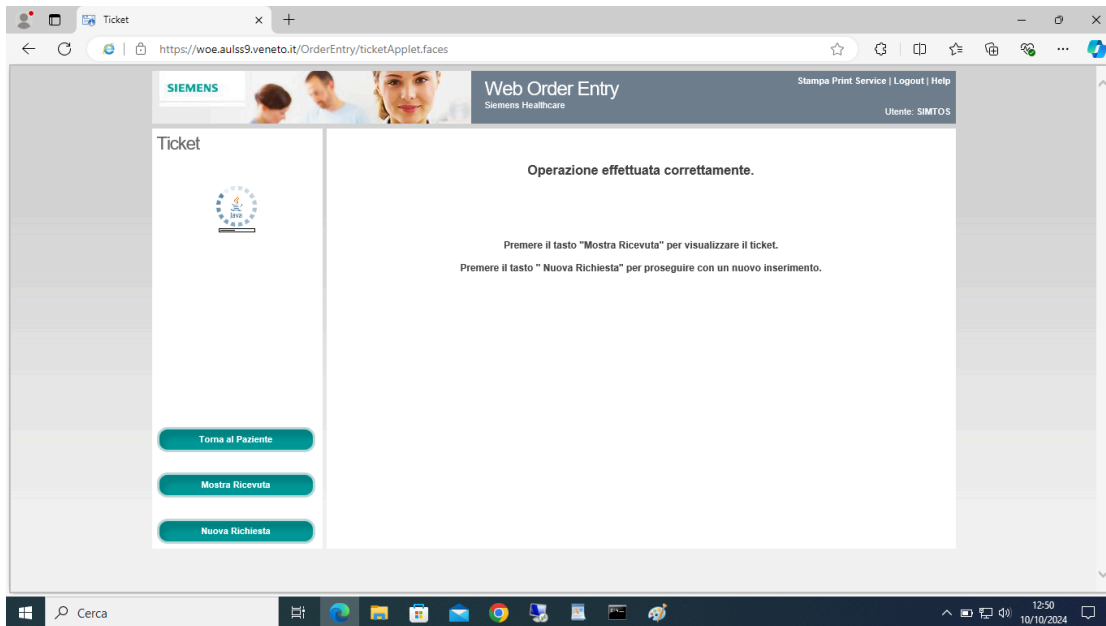 Ticket
https://woe.aulss9.veneto.it/OrderEntry/ticketApplet.faces
SIEMENS
Web Order Entry
Siemens Healthcare
Stampa Print Service | Logout | Help
Utente: SIMTOS
Ticket
Java
Operazione effettuata correttamente.
Premere il tasto "Mostra Ricevuta" per visualizzare il ticket.
Premere il tasto " Nuova Richiesta" per proseguire con un nuovo inserimento.
Torna al Paziente
Mostra Ricevuta
Nuova Richiesta
Cerca
12:50
10/10/2024